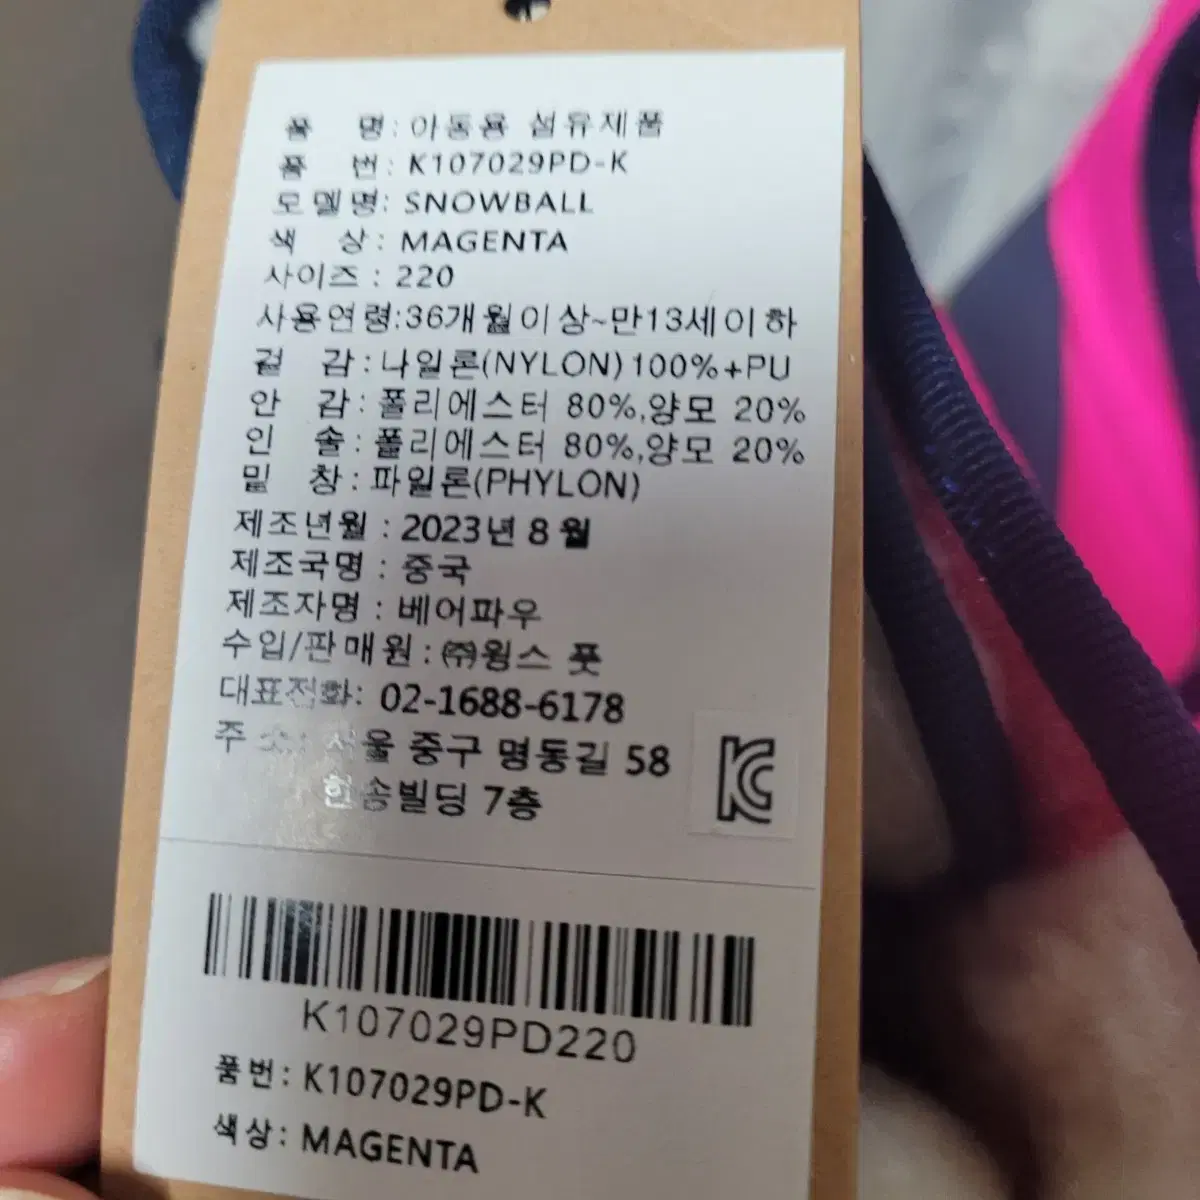 품 명: 아동용 섬유제품
품 번: K107029PD-K
모델명: SNOWBALL
색 상: MAGENTA
사이즈 : 220
사용연령:36개월이상~만13세이하
겉 감 : 나일론(NYLON)100%+PU
안 감 : 폴리에스터 80%,양모 20%
인 솔 : 폴리에스터 80%,양모 20%
밑 창 : 파일론(PHYLON)
제조년월 : 2023년 8월
제조국명 : 중국
제조자명 : 베어파우
수입/판매원 : ㈜윙스 풋
대표전화: 02-1688-6178
주 소: 서울 중구 명동길 58
한송빌딩 7층
KC
K107029PD220
품번: K107029PD-K
색상: MAGENTA